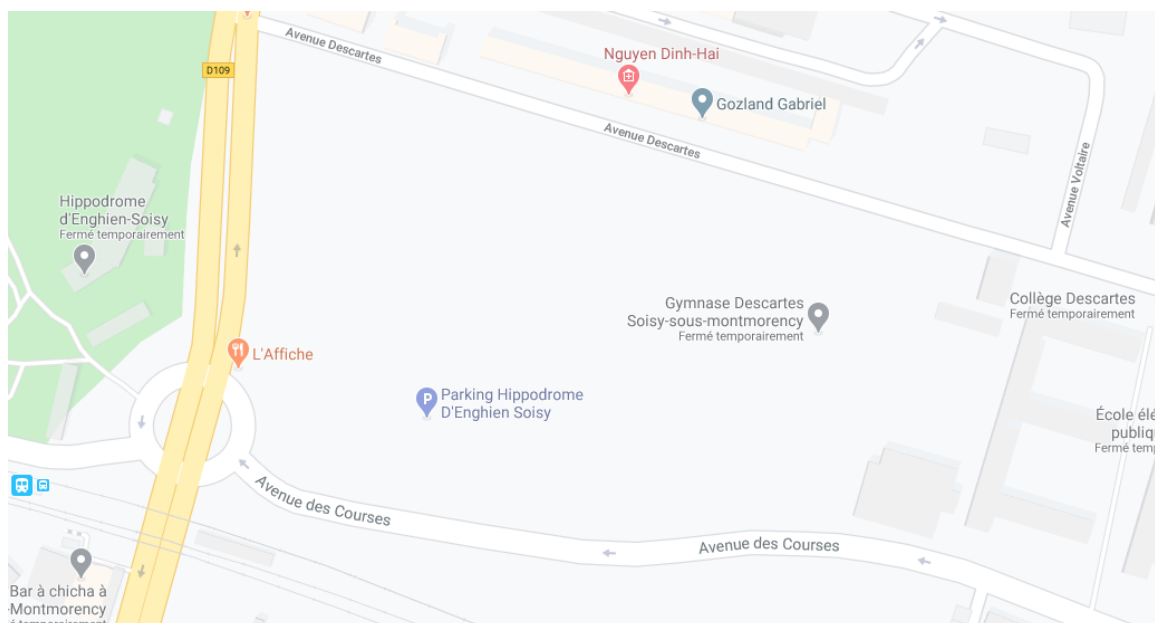 Avenue Descartes
D109
Nguyen Dinh-Hai
Gozland Gabriel
Avenue Descartes
Avenue Voltaire
Hippodrome
d'Enghien-Soisy
Fermé temporairement
Gymnase Descartes
Soisy-sous-montmorency
Fermé temporairement
Collège Descartes
Fermé temporairement
L'Affiche
P
Parking Hippodrome
D'Enghien Soisy
École élé
publiqu
Fermé temp
Avenue des Courses
Avenue des Courses
Bar à chicha à
-Montmorency